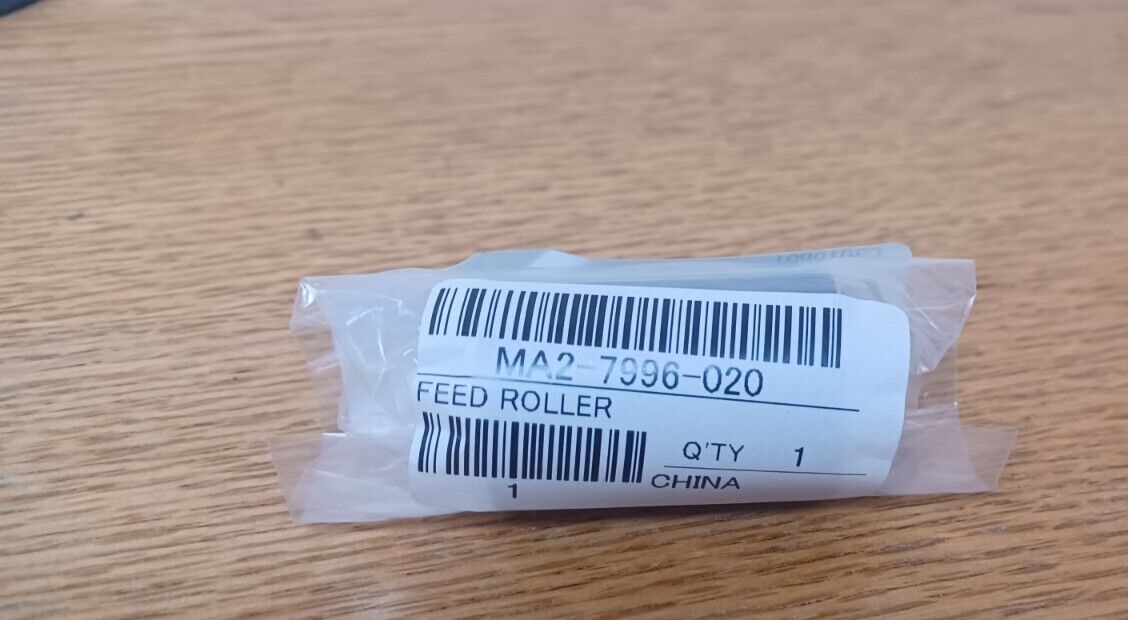 MA2-7996-020
FEED ROLLER
Q'TY 1
1
CHINA